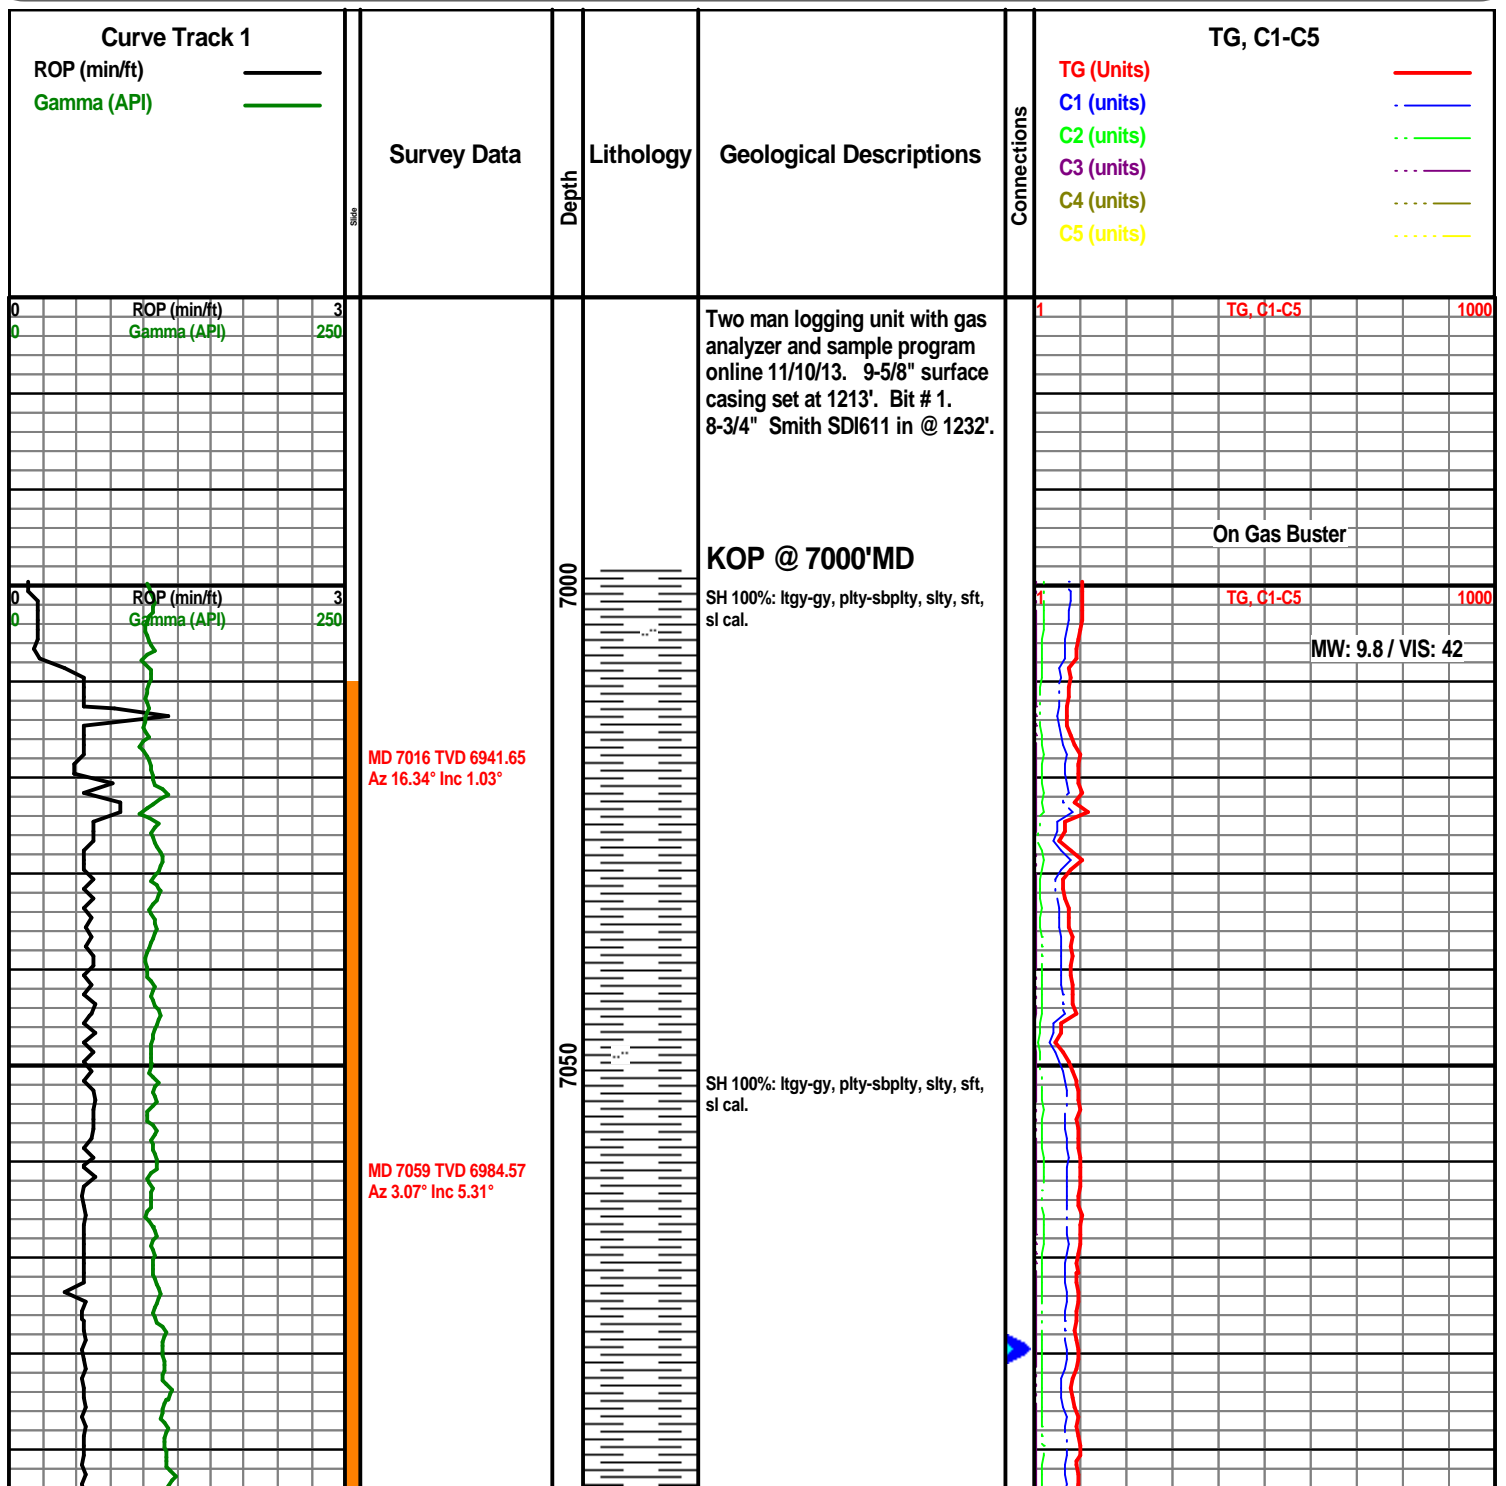 Curve Track 1
ROP (min/ft)
Gamma (API)
Slide
Survey Data
Depth
Lithology
Geological Descriptions
Connections
TG, C1-C5
TG (Units)
C1 (units)
C2 (units)
C3 (units)
C4 (units)
C5 (units)
0 ROP (min/ft) 3
0 Gamma (API) 250
Two man logging unit with gas
analyzer and sample program
online 11/10/13. 9-5/8" surface
casing set at 1213'. Bit # 1.
8-3/4" Smith SDI611 in @ 1232'.
1 TG, C1-C5 1000
On Gas Buster
KOP @ 7000'MD
7000
0 ROP (min/ft) 3
0 Gamma (API) 250
SH 100%: ltgy-gy, plty-sbplty, slty, sft,
sl cal.
1 TG, C1-C5 1000
MW: 9.8 / VIS: 42
MD 7016 TVD 6941.65
Az 16.34° Inc 1.03°
7050
SH 100%: ltgy-gy, plty-sbplty, slty, sft,
sl cal.
MD 7059 TVD 6984.57
Az 3.07° Inc 5.31°